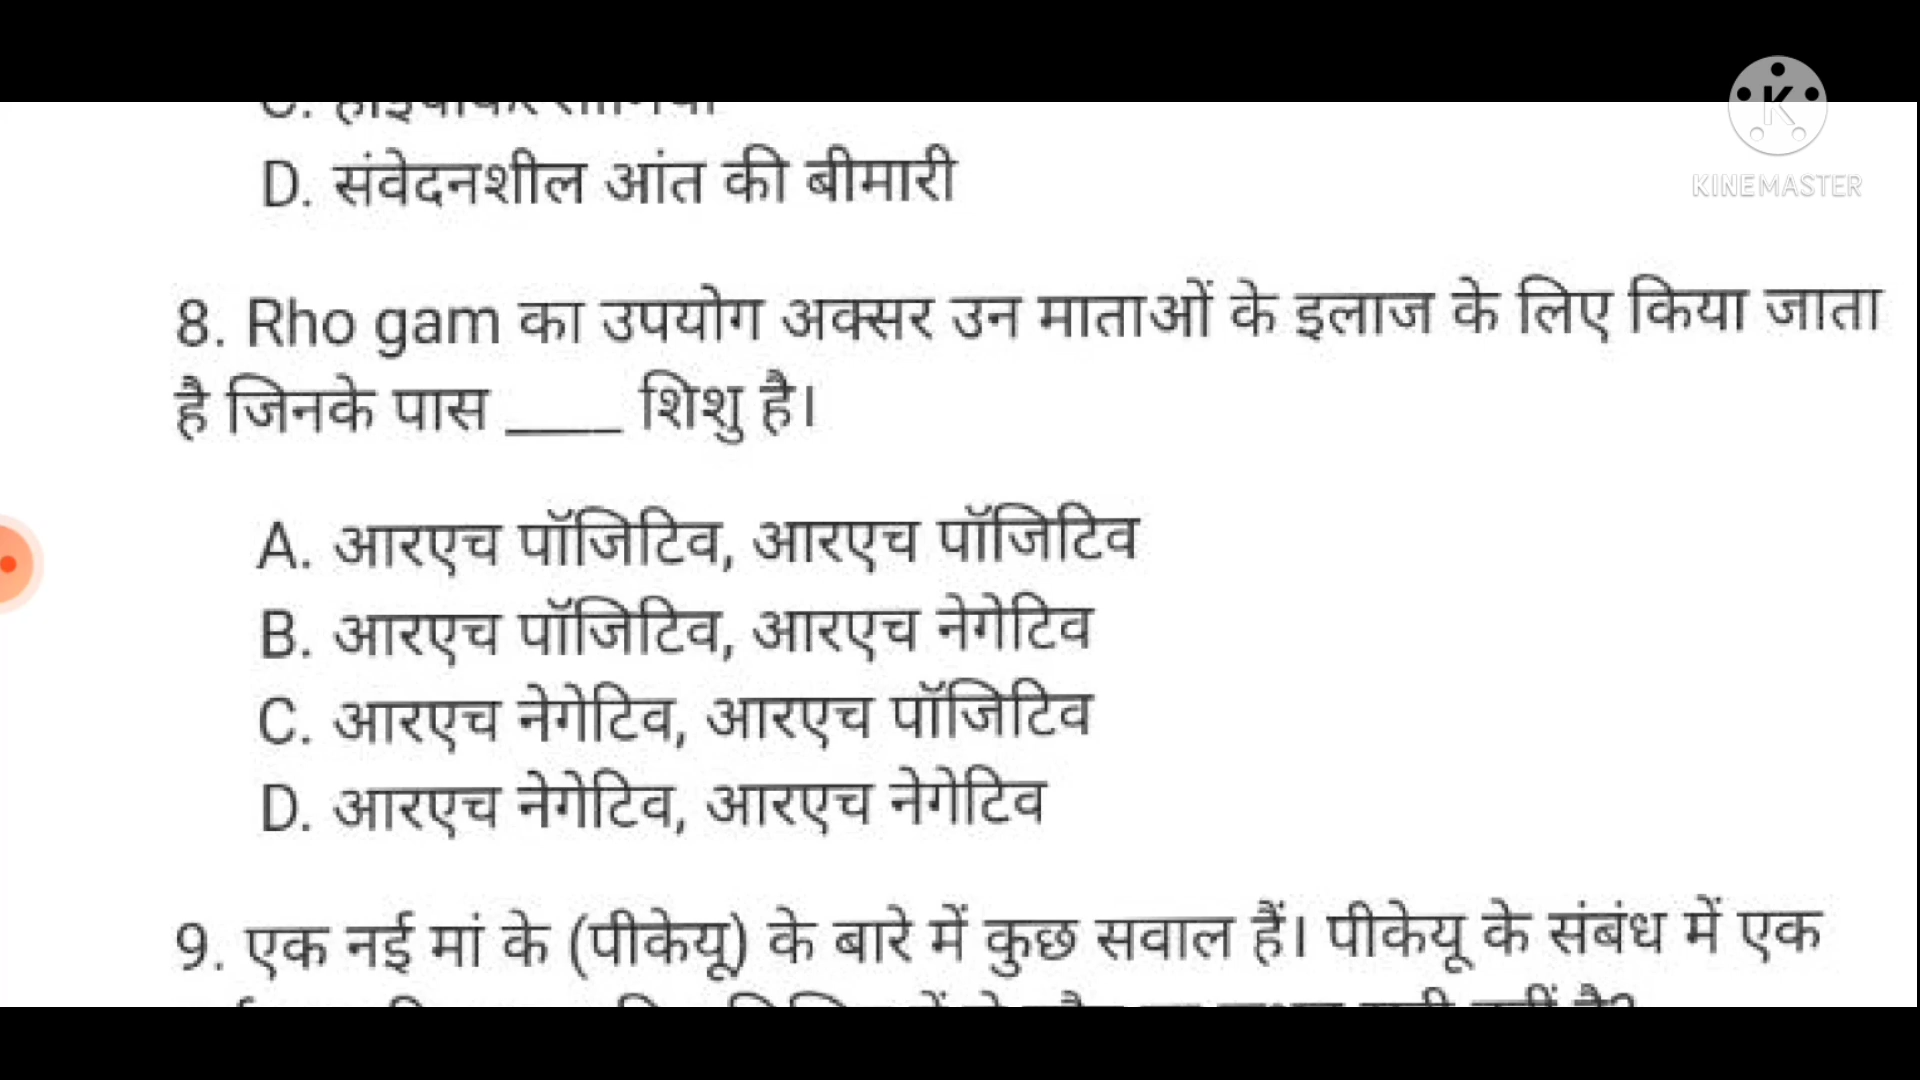 D. संवेदनशील आंत की बीमारी
KINEMASTER
8. Rho gam का उपयोग अक्सर उन माताओं के इलाज के लिए किया जाता
है जिनके पास ____ शिशु है।
A. आरएच पॉजिटिव, आरएच पॉजिटिव
B. आरएच पॉजिटिव, आरएच नेगेटिव
C. आरएच नेगेटिव, आरएच पॉजिटिव
D. आरएच नेगेटिव, आरएच नेगेटिव
9. एक नई मां के (पीकेयू) के बारे में कुछ सवाल हैं। पीकेयू के संबंध में एक